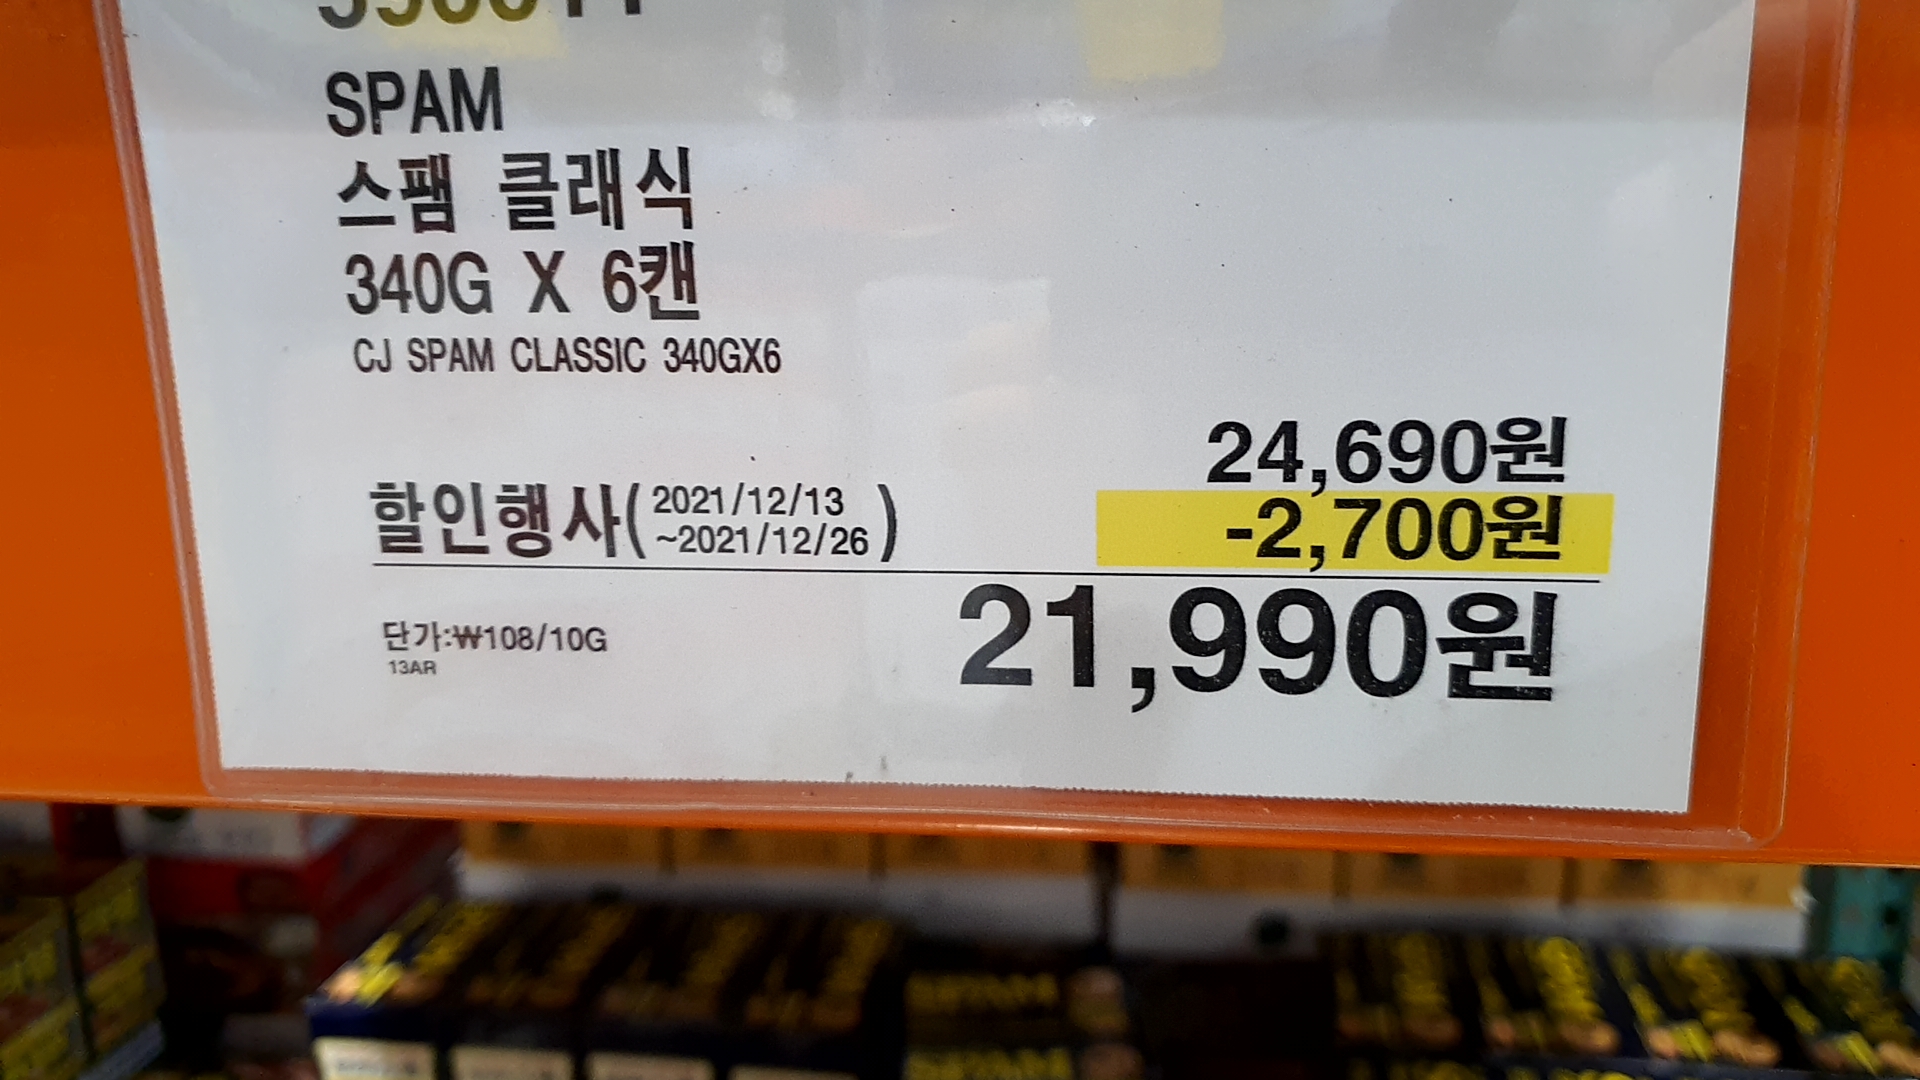 SPAM
스팸 클래식
340G X 6캔
CJ SPAM CLASSIC 340GX6
24,690원
할인행사(2021/12/13 ~2021/12/26) -2,700원
단가:₩108/10G 21,990원
13AR
SPAM
SPAM